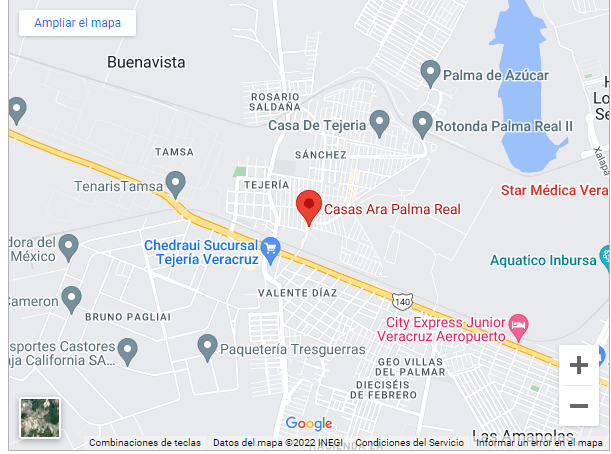 Ampliar el mapa
Buenavista
Palma de Azúcar
ROSARIO
SALDAÑA
Casa De Tejeria
Rotonda Palma Real II
Xalapa
TAMSA
SÁNCHEZ
TenarisTamsa
TEJERÍA
Star Médica Vera
Casas Ara Palma Real
dora del
México
Chedraui Sucursal
Tejería Veracruz
Aquatico Inbursa
VALENTE DÍAZ
140
Cameron
BRUNO PAGLIAI
City Express Junior
Veracruz Aeropuerto
sportes Castores
aja California SA...
Paquetería Tresguerras
GEO VILLAS
DEL PALMAR
DIECISÉIS
DE FEBRERO
Google
Las Amapolas
HACIENDA LA
Combinaciones de teclas
Datos del mapa ©2022 INEGI
Condiciones del Servicio
Informar un error en el mapa